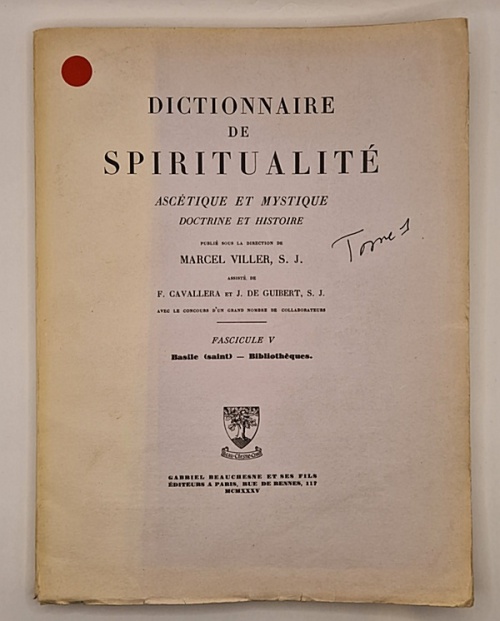 DICTIONNAIRE
DE
SPIRITUALITÉ
ASCÉTIQUE ET MYSTIQUE
DOCTRINE ET HISTOIRE
PUBLIÉ SOUS LA DIRECTION DE
MARCEL VILLER, S. J.
Tome 1
ASSISTÉ DE
F. CAVALLERA ET J. DE GUIBERT, S. J.
AVEC LE CONCOURS D'UN GRAND NOMBRE DE COLLABORATEURS
FASCICULE V
Basile (saint) — Bibliothèques.
GABRIEL BEAUCHESNE ET SES FILS
ÉDITEURS A PARIS, RUE DE RENNES, 117
MCMXXXV